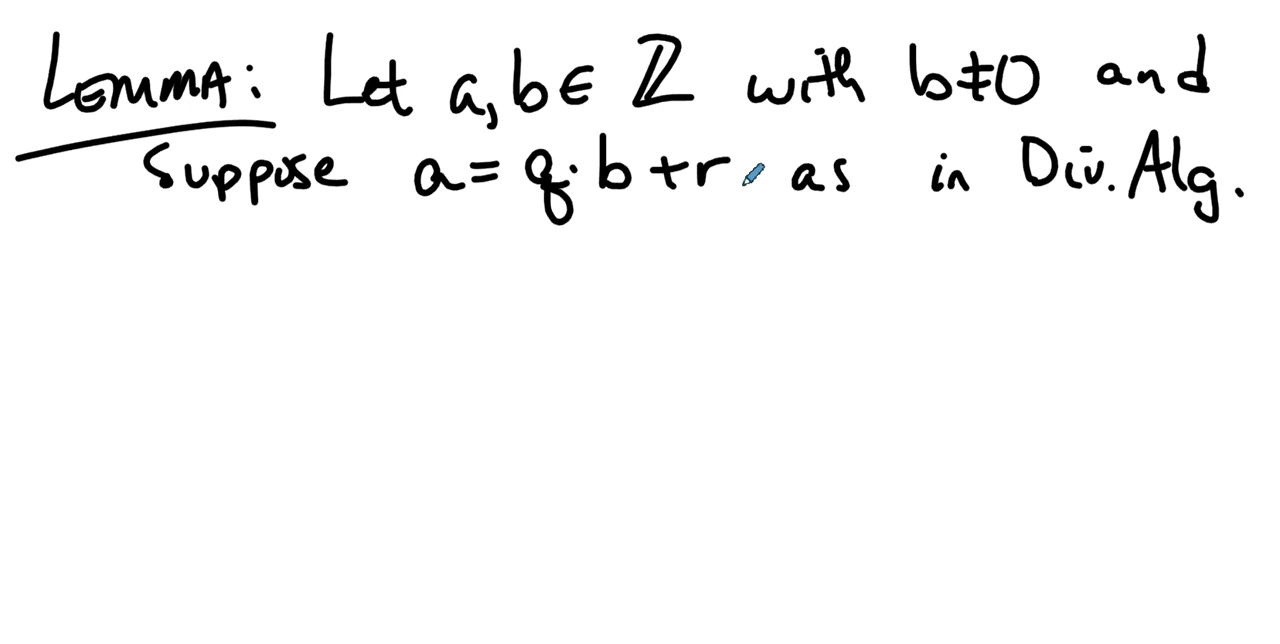 LEMMA: Let a, b ∈ ℤ with b ≠ 0 and
Suppose a = q · b + r as in Div. Alg.